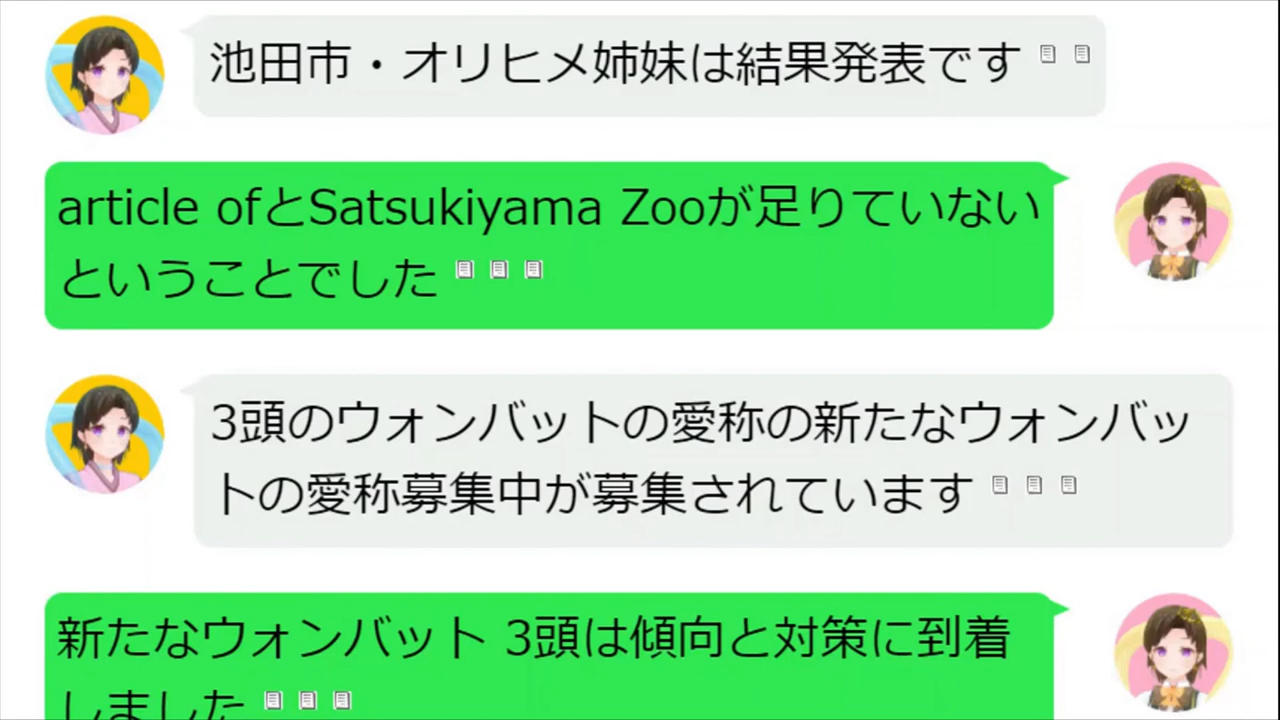 池田市・オリヒメ姉妹は結果発表です
article ofとSatsukiyama Zooが足りていない
ということでした
3頭のウォンバットの愛称の新たなウォンバッ
トの愛称募集中が募集されています
新たなウォンバット 3頭は傾向と対策に到着
しました